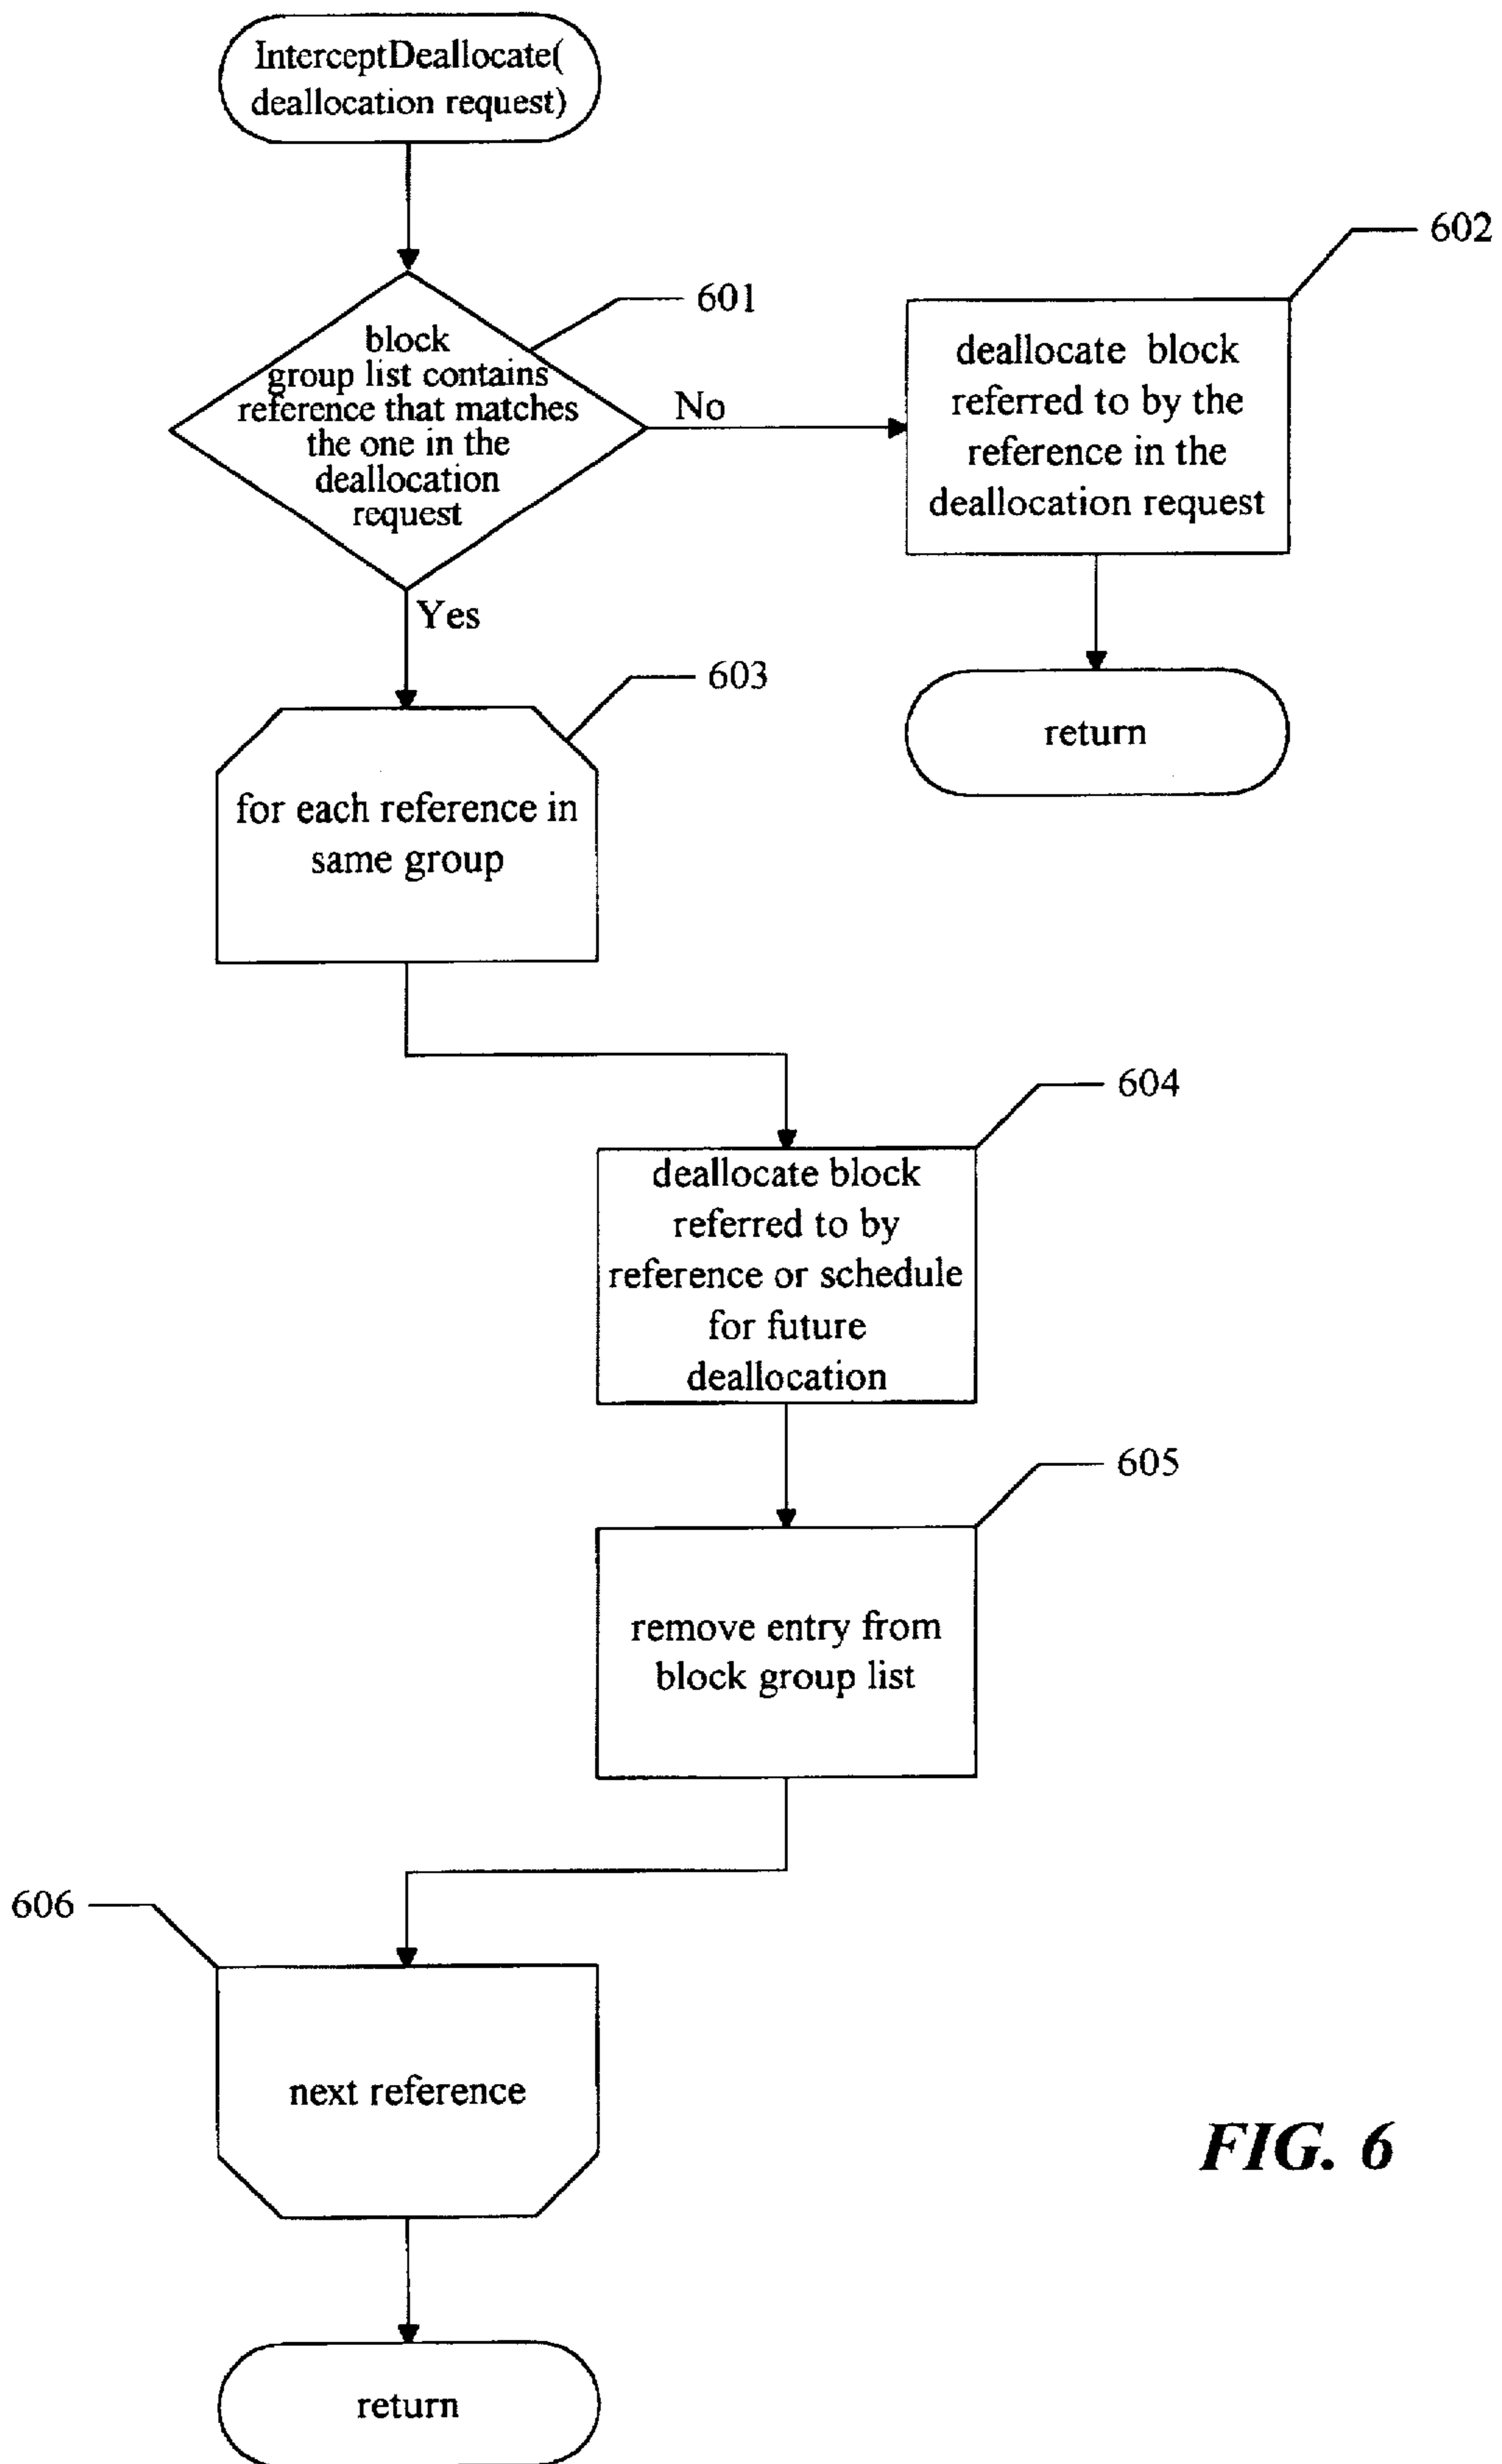 InterceptDeallocate(
deallocation request)
602
601
block
group list contains
reference that matches
the one in the
deallocation
request
No
deallocate block
referred to by the
reference in the
deallocation request
Yes
603
return
for each reference in
same group
604
deallocate block
referred to by
reference or schedule
for future
deallocation
605
remove entry from
block group list
606
next reference
FIG. 6
return